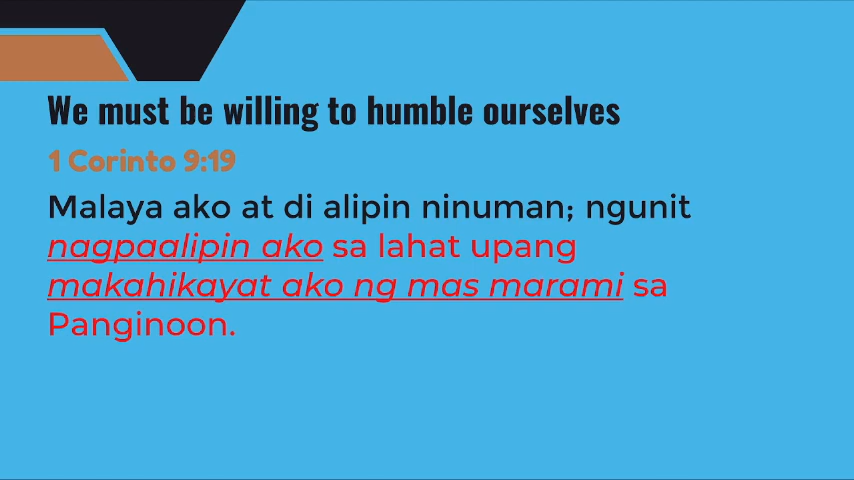 We must be willing to humble ourselves
1 Corinto 9:19
Malaya ako at di alipin ninuman; ngunit
nagpaalipin ako sa lahat upang
makahikayat ako ng mas marami sa
Panginoon.